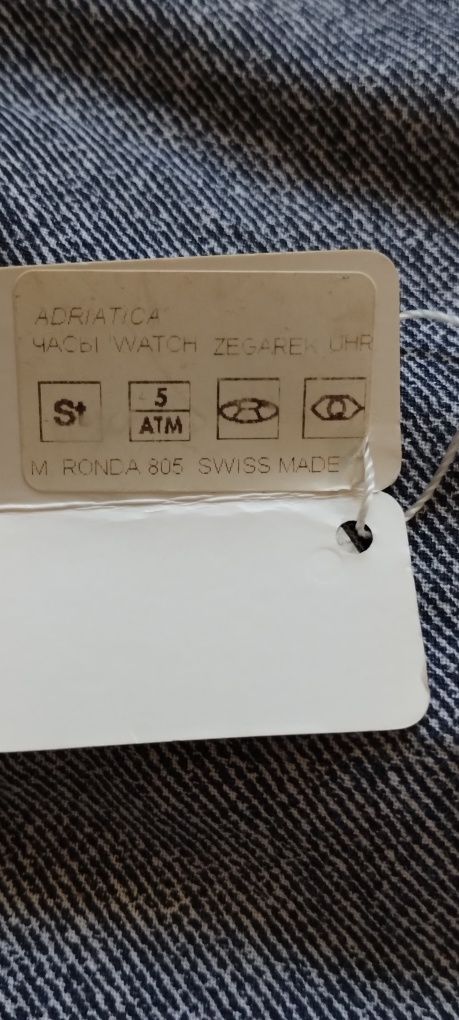 ADRIATICA
ЧАСЫ WATCH ZEGAREK UHR
St 5 ATM
M. RONDA 805 SWISS MADE